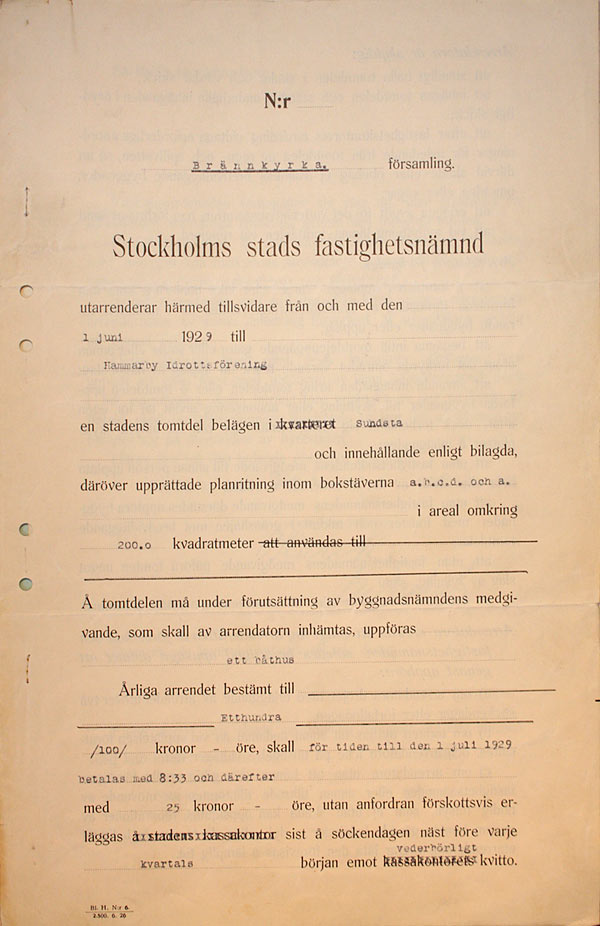 N:r
Brännkyrka. församling.
Stockholms stads fastighetsnämnd
utarrenderar härmed tillsvidare från och med den
1 juni 1929 till
Hammarby Idrottsförening
en stadens tomtdel belägen i kvarteret Sundsta
och innehållande enligt bilagda,
däröver upprättade planritning inom bokstäverna a.b.c.d. och a.
i areal omkring
200.0 kvadratmeter att användas till
Å tomtdelen må under förutsättning av byggnadsnämndens medgi-
vande, som skall av arrendatorn inhämtas, uppföras
ett båthus
Årliga arrendet bestämt till
Etthundra
/100/ kronor - öre, skall för tiden till den 1 juli 1929
betalas med 8:33 och därefter
med 25 kronor - öre, utan anfordran förskottsvis er-
läggas å stadens kassakontor sist å söckendagen näst före varje
vederbörligt
kvartals början emot kassakontorets kvitto.
Bl. H. N:r 6.
2.500. 6. 26